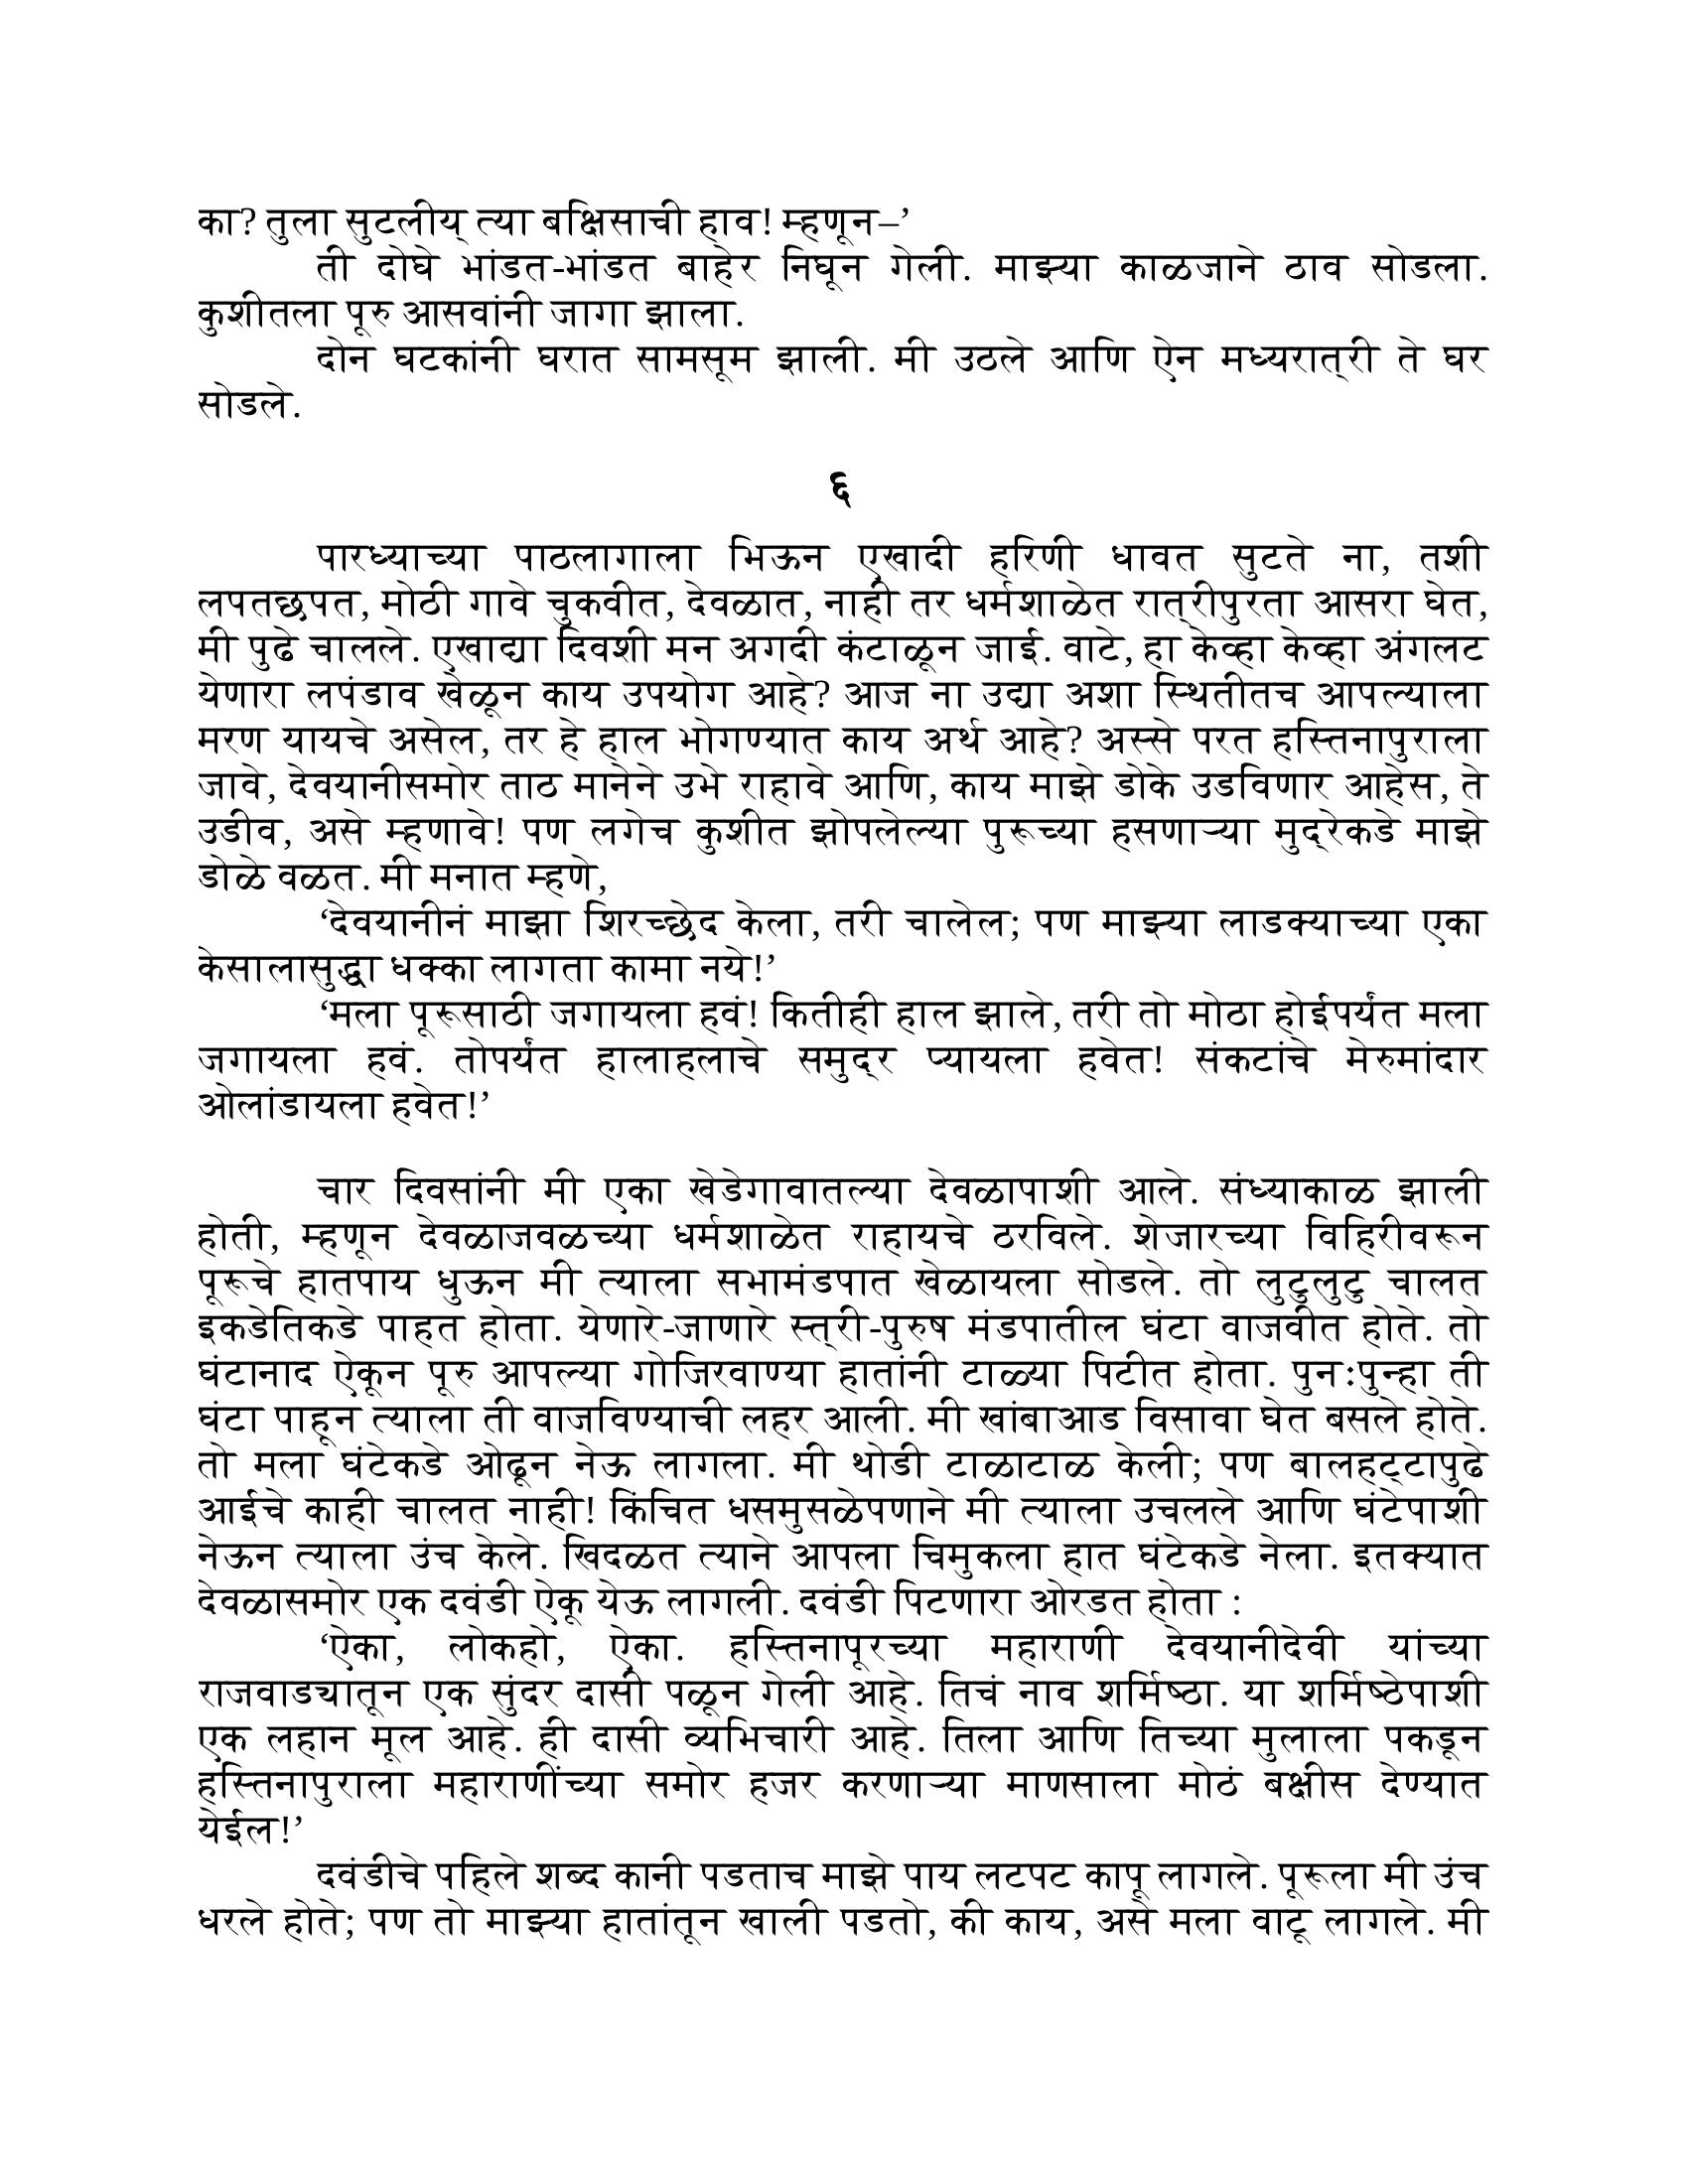 का? तुला सुटलीय् त्या बक्षिसाची हाव! म्हणून–’
ती दोघे भांडत-भांडत बाहेर निघून गेली. माझ्या काळजाने ठाव सोडला.
कुशीतला पूरु आसवांनी जागा झाला.
दोन घटकांनी घरात सामसूम झाली. मी उठले आणि ऐन मध्यरात्‌री ते घर
सोडले.
६
पारध्याच्या पाठलागाला भिऊन एखादी हरिणी धावत सुटते ना, तशी
लपतछपत, मोठी गावे चुकवीत, देवळात, नाही तर धर्मशाळेत रात्‌रीपुरता आसरा घेत,
मी पुढे चालले. एखाद्या दिवशी मन अगदी कंटाळून जाई. वाटे, हा केव्हा केव्हा अंगलट
येणारा लपंडाव खेळून काय उपयोग आहे? आज ना उद्या अशा स्थितीतच आपल्याला
मरण यायचे असेल, तर हे हाल भोगण्यात काय अर्थ आहे? अस्से परत हस्तिनापुराला
जावे, देवयानीसमोर ताठ मानेने उभे राहावे आणि, काय माझे डोके उडविणार आहेस, ते
उडीव, असे म्हणावे! पण लगेच कुशीत झोपलेल्या पुरूच्या हसणाऱ्या मुद्‌रेकडे माझे
डोळे वळत. मी मनात म्हणे,
‘देवयानीनं माझा शिरच्छेद केला, तरी चालेल; पण माझ्या लाडक्याच्या एका
केसालासुद्धा धक्का लागता कामा नये!’
‘मला पूरूसाठी जगायला हवं! कितीही हाल झाले, तरी तो मोठा होईपर्यंत मला
जगायला हवं. तोपर्यंत हालाहलाचे समुद्‌र प्यायला हवेत! संकटांचे मेरुमांदार
ओलांडायला हवेत!’
चार दिवसांनी मी एका खेडेगावातल्या देवळापाशी आले. संध्याकाळ झाली
होती, म्हणून देवळाजवळच्या धर्मशाळेत राहायचे ठरविले. शेजारच्या विहिरीवरून
पूरूचे हातपाय धुऊन मी त्याला सभामंडपात खेळायला सोडले. तो लुटुलुटु चालत
इकडेतिकडे पाहत होता. येणारे-जाणारे स्त्‌री-पुरुष मंडपातील घंटा वाजवीत होते. तो
घंटानाद ऐकून पूरु आपल्या गोजिरवाण्या हातांनी टाळ्या पिटीत होता. पुनःपुन्हा ती
घंटा पाहून त्याला ती वाजविण्याची लहर आली. मी खांबाआड विसावा घेत बसले होते.
तो मला घंटेकडे ओढून नेऊ लागला. मी थोडी टाळाटाळ केली; पण बालहट्‌टापुढे
आईचे काही चालत नाही! किंचित धसमुसळेपणाने मी त्याला उचलले आणि घंटेपाशी
नेऊन त्याला उंच केले. खिदळत त्याने आपला चिमुकला हात घंटेकडे नेला. इतक्यात
देवळासमोर एक दवंडी ऐकू येऊ लागली. दवंडी पिटणारा ओरडत होता :
‘ऐका, लोकहो, ऐका. हस्तिनापूरच्या महाराणी देवयानीदेवी यांच्या
राजवाड्यातून एक सुंदर दासी पळून गेली आहे. तिचं नाव शर्मिष्ठा. या शर्मिष्ठेपाशी
एक लहान मूल आहे. ही दासी व्यभिचारी आहे. तिला आणि तिच्या मुलाला पकडून
हस्तिनापुराला महाराणींच्या समोर हजर करणाऱ्या माणसाला मोठं बक्षीस देण्यात
येईल!’
दवंडीचे पहिले शब्द कानी पडताच माझे पाय लटपट कापू लागले. पूरूला मी उंच
धरले होते; पण तो माझ्या हातांतून खाली पडतो, की काय, असे मला वाटू लागले. मी